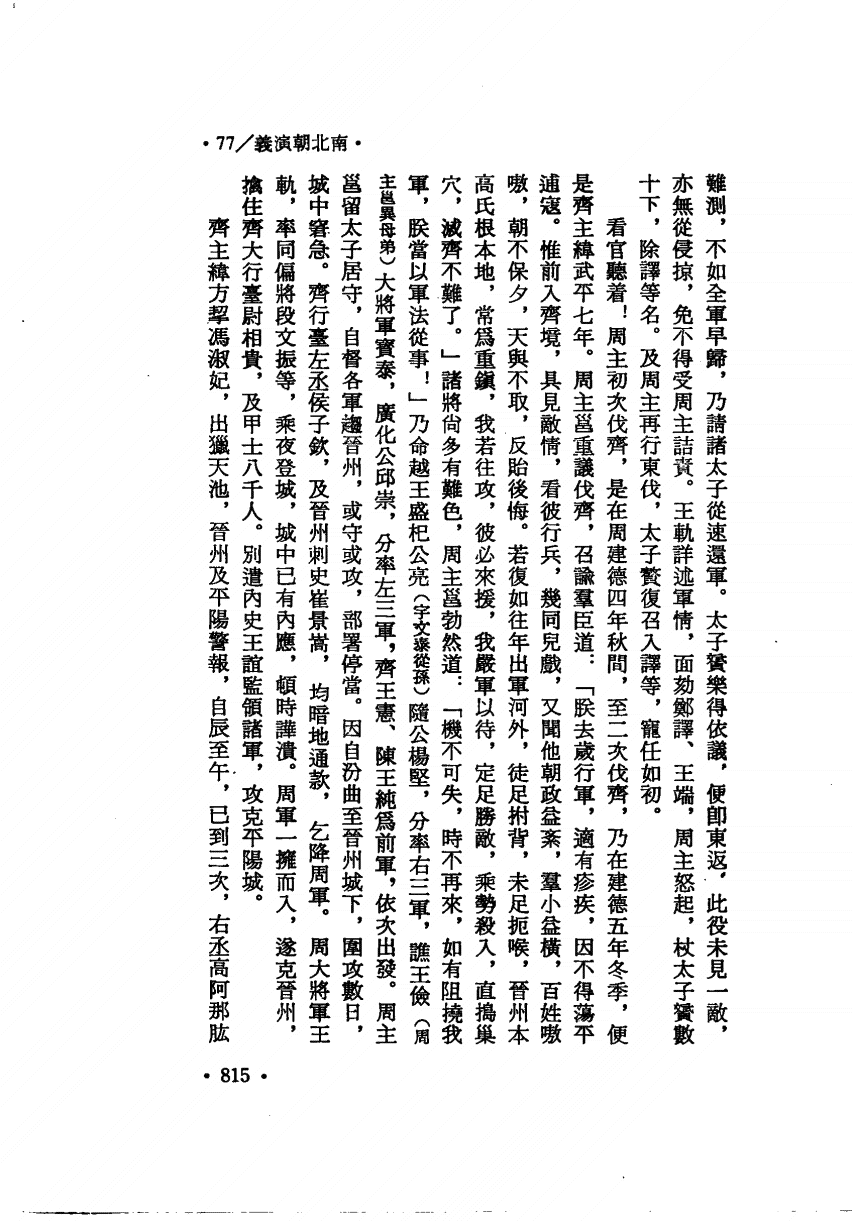 •77／義演朝北南•
難測，不如全軍早歸，乃請諸太子從速還軍。太子贇樂得依議，便卽東返，此役未見一敵，
亦無從侵掠，免不得受周主詰責。王軌詳述軍情，面劾鄭譯、王端，周主怒起，杖太子贇數
十下，除譯等名。及周主再行東伐，太子贇復召入譯等，寵任如初。
看官聽着！周主初次伐齊，是在周建德四年秋間，至二次伐齊，乃在建德五年冬季，便
是齊主緯武平七年。周主邕重議伐齊，召諭羣臣道：「朕去歲行軍，適有疹疾，因不得蕩平
逋寇。惟前入齊境，具見敵情，看彼行兵，幾同兒戲，又聞他朝政益紊，羣小益橫，百姓嗷
嗷，朝不保夕，天與不取，反貽後悔。若復如往年出軍河外，徒足拊背，未足扼喉，晉州本
高氏根本地，常爲重鎭，我若往攻，彼必來援，我嚴軍以待，定足勝敵，乘勢殺入，直搗巢
穴，滅齊不難了。」諸將尙多有難色，周主邕勃然道：「機不可失，時不再來，如有阻撓我
軍，朕當以軍法從事！」乃命越王盛杞公亮（宇文泰從孫）隨公楊堅，分率右三軍，譙王儉（周
主邕異母弟）大將軍竇泰，廣化公邱崇，分率左三軍，齊王憲、陳王純爲前軍，依次出發。周主
邕留太子居守，自督各軍趨晉州，或守或攻，部署停當。因自汾曲至晉州城下，圍攻數日，
城中窘急。齊行臺左丞侯子欽，及晉州刺史崔景嵩，均暗地通款，乞降周軍。周大將軍王
軌，率同偏將段文振等，乘夜登城，城中已有內應，頓時譁潰。周軍一擁而入，遂克晉州，
擒住齊大行臺尉相貴，及甲士八千人。別遣內史王誼監領諸軍，攻克平陽城。
齊主緯方挈馮淑妃，出獵天池，晉州及平陽警報，自辰至午，已到三次，右丞高阿那肱
•815•